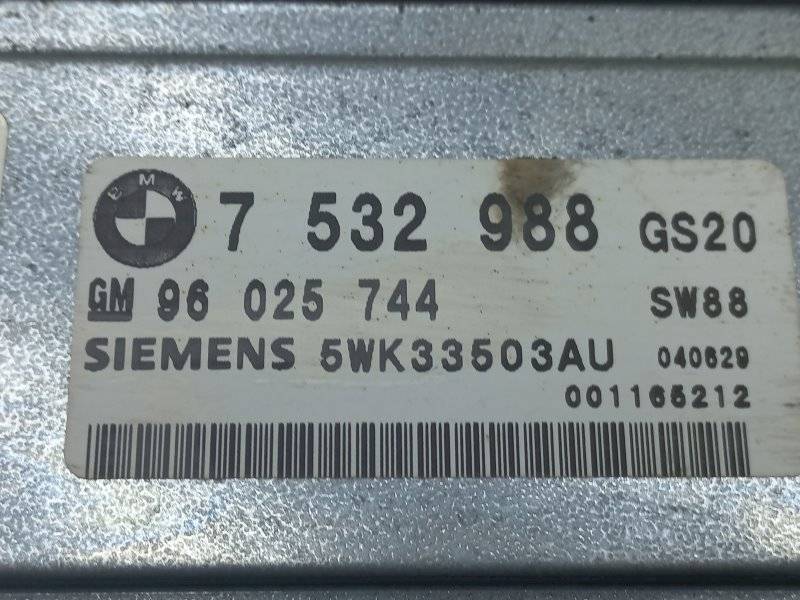 BMW 7 532 988 GS20
GM 96 025 744 SW88
SIEMENS 5WK33503AU 040629
001165212